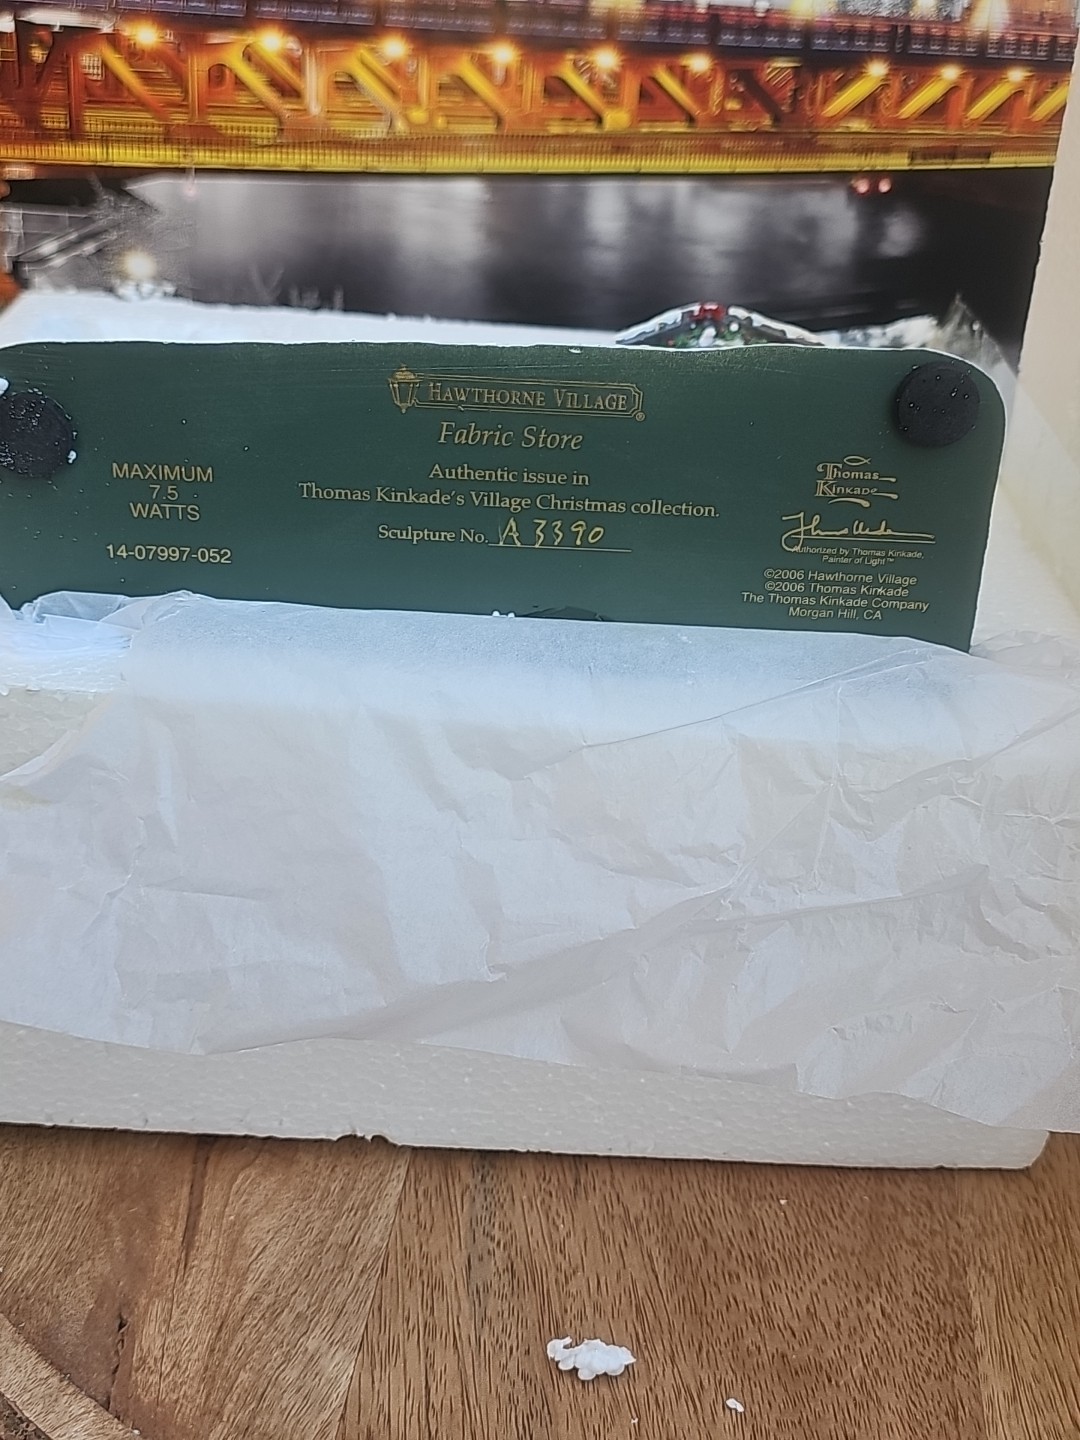 HAWTHORNE VILLAGE®
Fabric Store
Authentic issue in
Thomas Kinkade's Village Christmas collection.
Sculpture No. A 3390
MAXIMUM
7.5
WATTS
14-07997-052
Thomas
Kinkade
Authorized by Thomas Kinkade,
Painter of Light™
©2006 Hawthorne Village
©2006 Thomas Kinkade
The Thomas Kinkade Company
Morgan Hill, CA